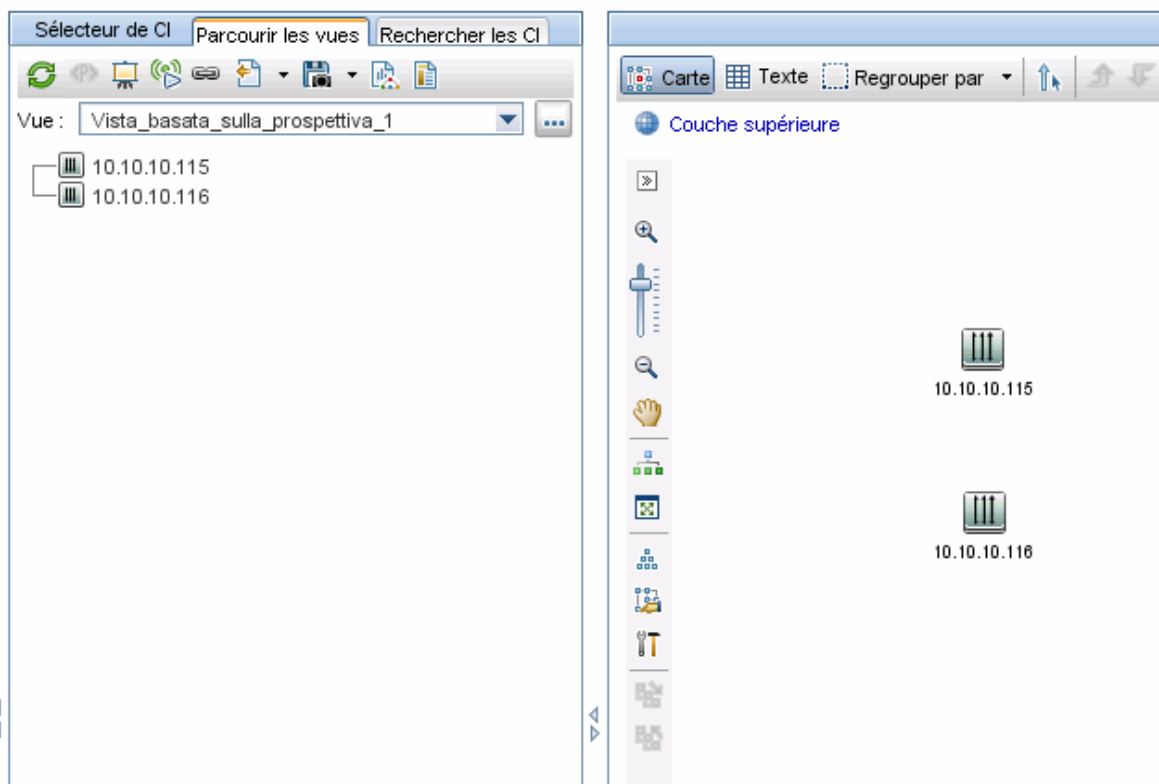 Sélecteur de CI Parcourir les vues Rechercher les CI
Vue : Vista_basata_sulla_prospettiva_1 ...
10.10.10.115
10.10.10.116
Carte Texte Regrouper par
Couche supérieure
10.10.10.115
10.10.10.116